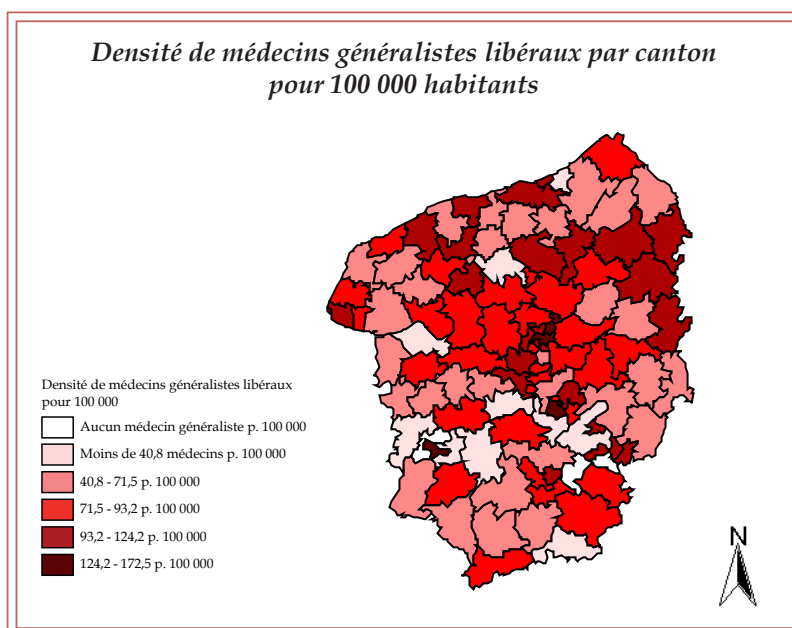 Densité de médecins généralistes libéraux par canton
pour 100 000 habitants
Densité de médecins généralistes libéraux
pour 100 000
Aucun médecin généraliste p. 100 000
Moins de 40,8 médecins p. 100 000
40,8 - 71,5 p. 100 000
71,5 - 93,2 p. 100 000
93,2 - 124,2 p. 100 000
124,2 - 172,5 p. 100 000
N